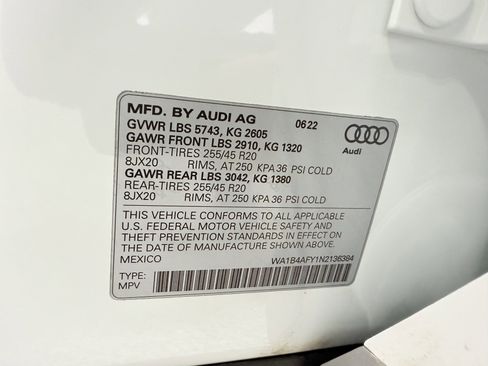 MFD. BY AUDI AG
GVWR LBS 5743, KG 2605 0622
GAWR FRONT LBS 2910, KG 1320
FRONT-TIRES 255/45 R20
8JX20 RIMS, AT 250 KPA 36 PSI COLD
GAWR REAR LBS 3042, KG 1380
REAR-TIRES 255/45 R20
8JX20 RIMS, AT 250 KPA 36 PSI COLD
Audi
THIS VEHICLE CONFORMS TO ALL APPLICABLE
U.S. FEDERAL MOTOR VEHICLE SAFETY AND
THEFT PREVENTION STANDARDS IN EFFECT ON
THE DATE OF MANUFACTURE SHOWN ABOVE.
MEXICO WA1B4AFY1N2136384
TYPE:
MPV